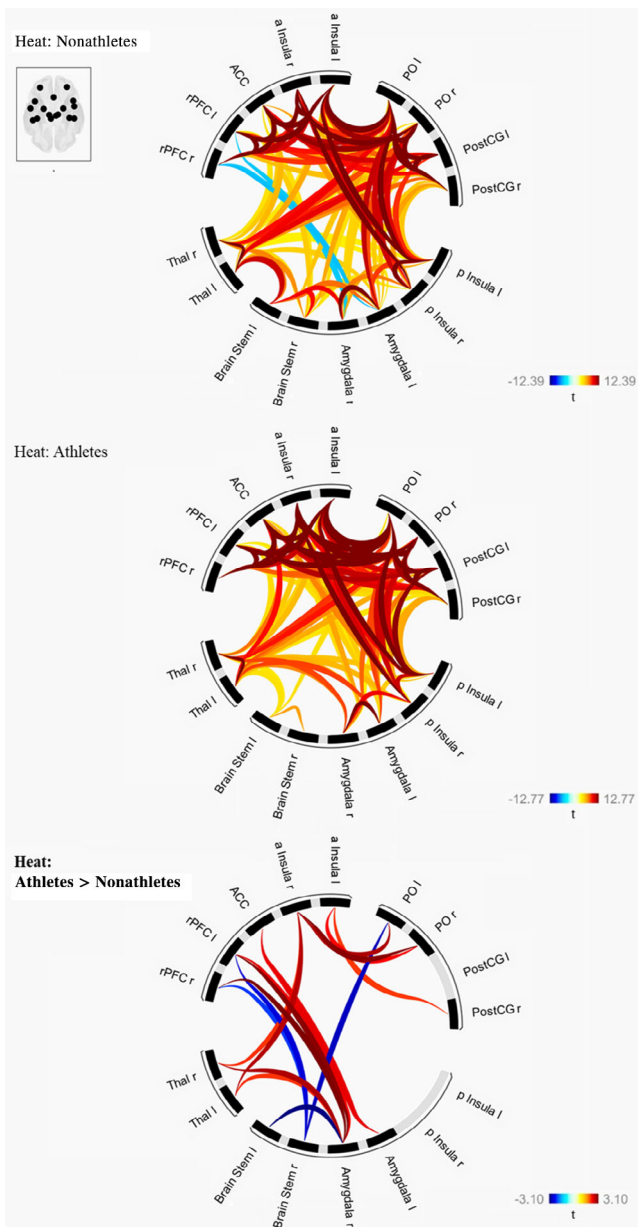 Heat: Nonathletes
a Insula r
a Insula l
ACC
PO l
rPFC l
PO r
rPFC r
PostCG l
PostCG r
Thal r
Thal l
p Insula l
p Insula r
Brain Stem l
Brain Stem r
Amygdala r
Amygdala l
-12.39 12.39
t
Heat: Athletes
a Insula r
a Insula l
ACC
PO l
rPFC l
PO r
rPFC r
PostCG l
PostCG r
Thal r
Thal l
p Insula l
p Insula r
Brain Stem l
Brain Stem r
Amygdala r
Amygdala l
-12.77 12.77
t
Heat:
Athletes > Nonathletes
a Insula r
a Insula l
ACC
PO l
rPFC l
PO r
rPFC r
PostCG l
PostCG r
Thal r
Thal l
p Insula l
p Insula r
Brain Stem l
Brain Stem r
Amygdala r
Amygdala l
-3.10 3.10
t